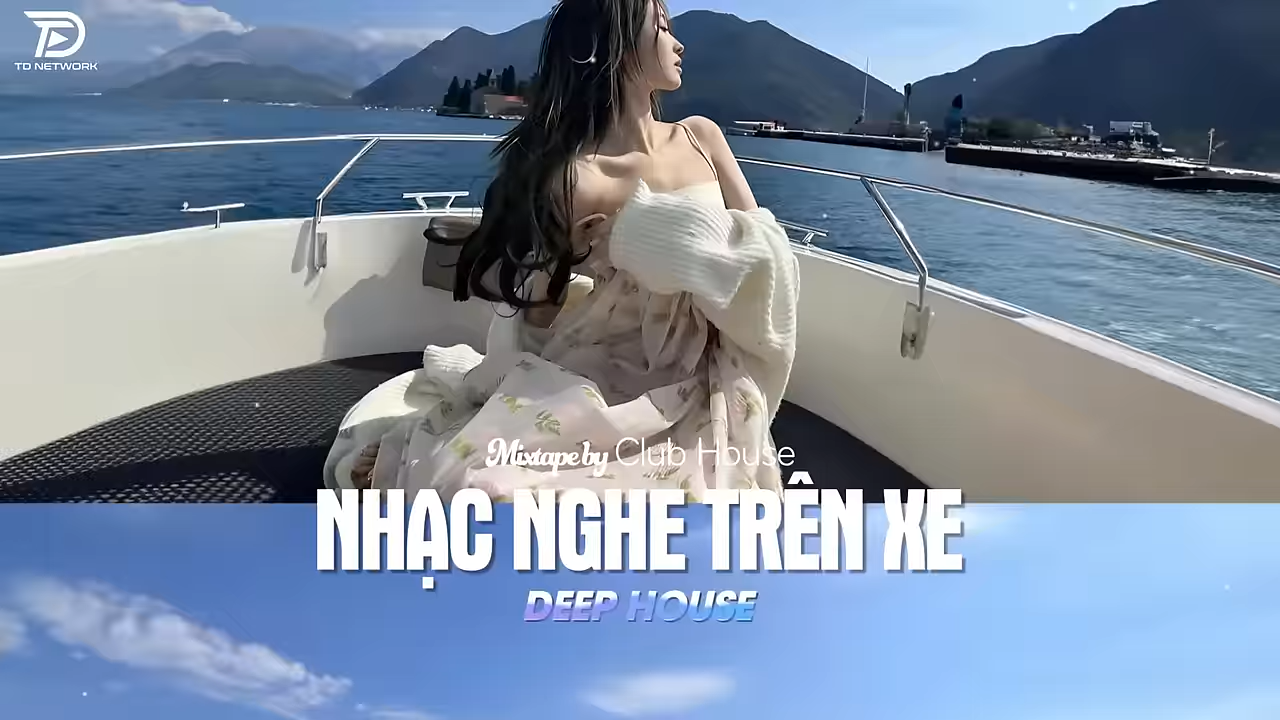 TD NETWORK
Mixtape by Club House
NHẠC NGHE TRÊN XE
DEEP HOUSE